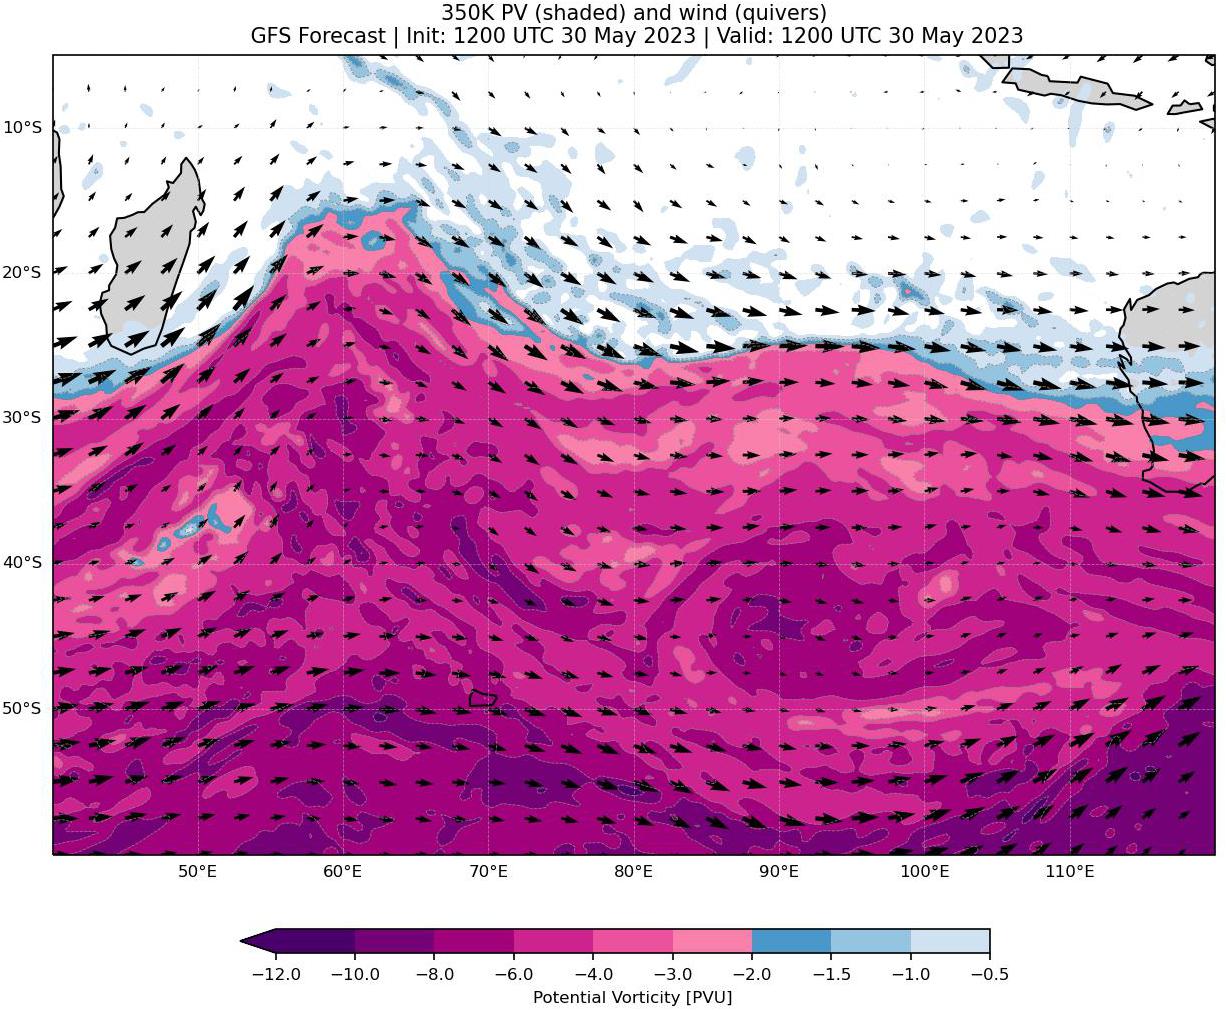 350K PV (shaded) and wind (quivers)
GFS Forecast | Init: 1200 UTC 30 May 2023 | Valid: 1200 UTC 30 May 2023
10°S
20°S
30°S
40°S
50°S
50°E 60°E 70°E 80°E 90°E 100°E 110°E
−12.0 −10.0 −8.0 −6.0 −4.0 −3.0 −2.0 −1.5 −1.0 −0.5
Potential Vorticity [PVU]